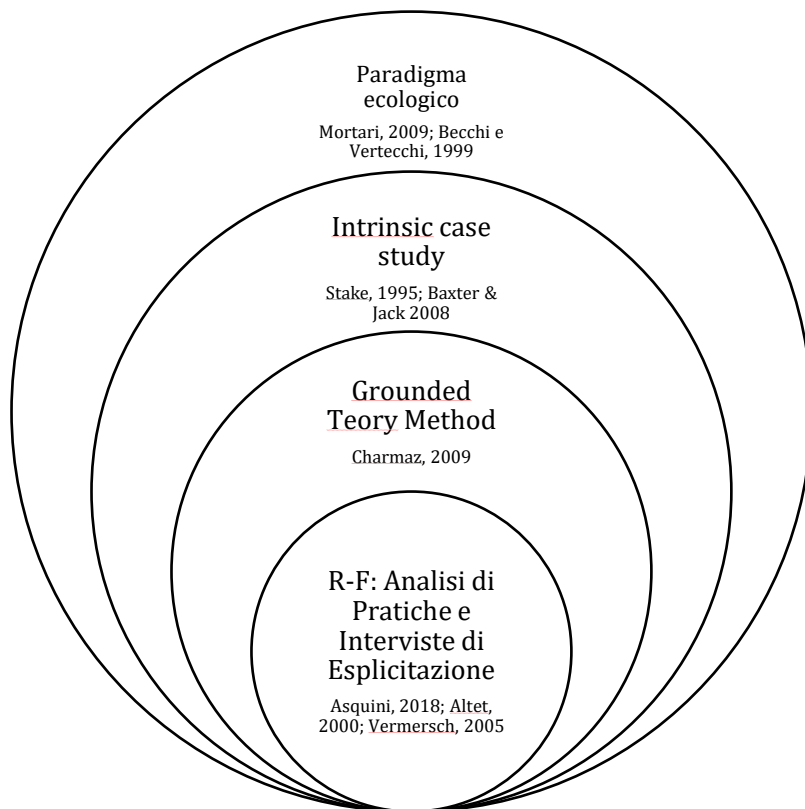 Paradigma
ecologico
Mortari, 2009; Becchi e
Vertecchi, 1999
Intrinsic case
study
Stake, 1995; Baxter &
Jack 2008
Grounded
Teory Method
Charmaz, 2009
R-F: Analisi di
Pratiche e
Interviste di
Esplicitazione
Asquini, 2018; Altet,
2000; Vermersch, 2005